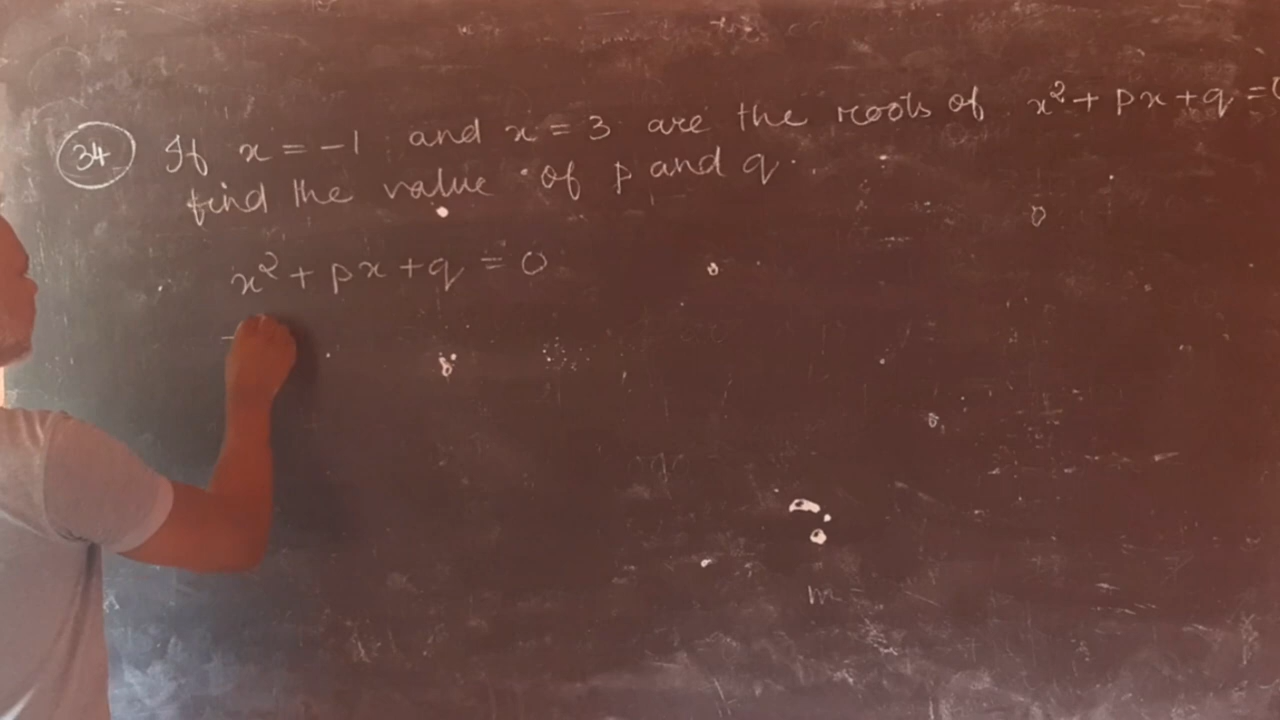 34 If x = -1 and x = 3 are the roots of x² + px + q = 0
find the value of p and q.
x² + px + q = 0